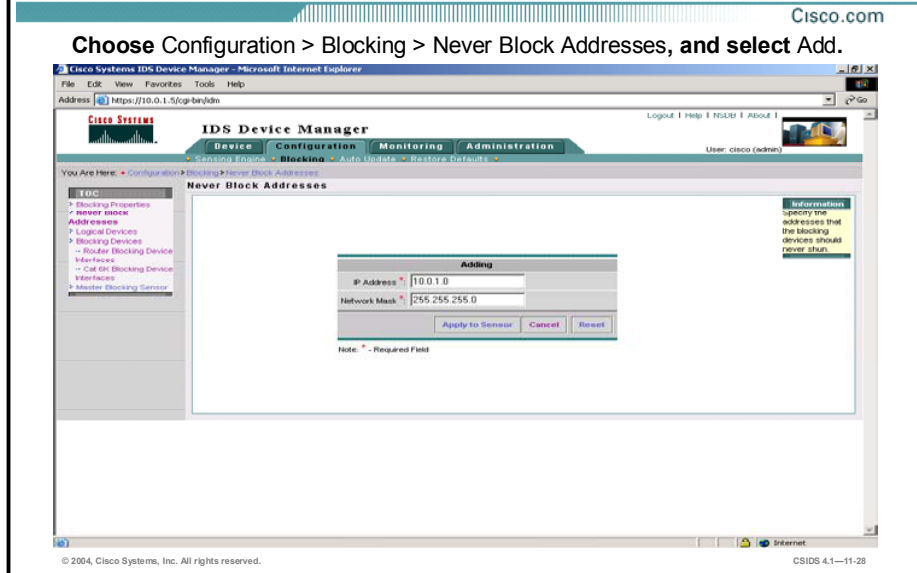 Cisco.com
Choose Configuration > Blocking > Never Block Addresses, and select Add.
Cisco Systems IDS Device Manager - Microsoft Internet Explorer
File Edit View Favorites Tools Help
Address https://10.0.1.5/cgi-bin/idm Go
Logout | Help | NSDB | About |
CISCO SYSTEMS
IDS Device Manager
Device Configuration Monitoring Administration
User: cisco (admin)
Sensing Engine Blocking Auto Update Restore Defaults
You Are Here: Configuration Blocking Never Block Addresses
Never Block Addresses
TOC
Blocking Properties
Never Block
Addresses
Logical Devices
Blocking Devices
-- Router Blocking Device
Interfaces
-- Cat 6K Blocking Device
Interfaces
Master Blocking Sensor
Information
Specify the
addresses that
the blocking
devices should
never shun.
Adding
IP Address *: 10.0.1.0
Network Mask *: 255.255.255.0
Apply to Sensor Cancel Reset
Note: * - Required Field
Internet
© 2004, Cisco Systems, Inc. All rights reserved.
CSIDS 4.1—11-28